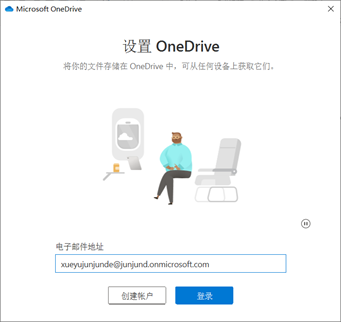 Microsoft OneDrive
设置 OneDrive
将你的文件存储在 OneDrive 中，可从任何设备上获取它们。
电子邮件地址
xueyujunjunde@junjund.onmicrosoft.com
创建帐户 登录